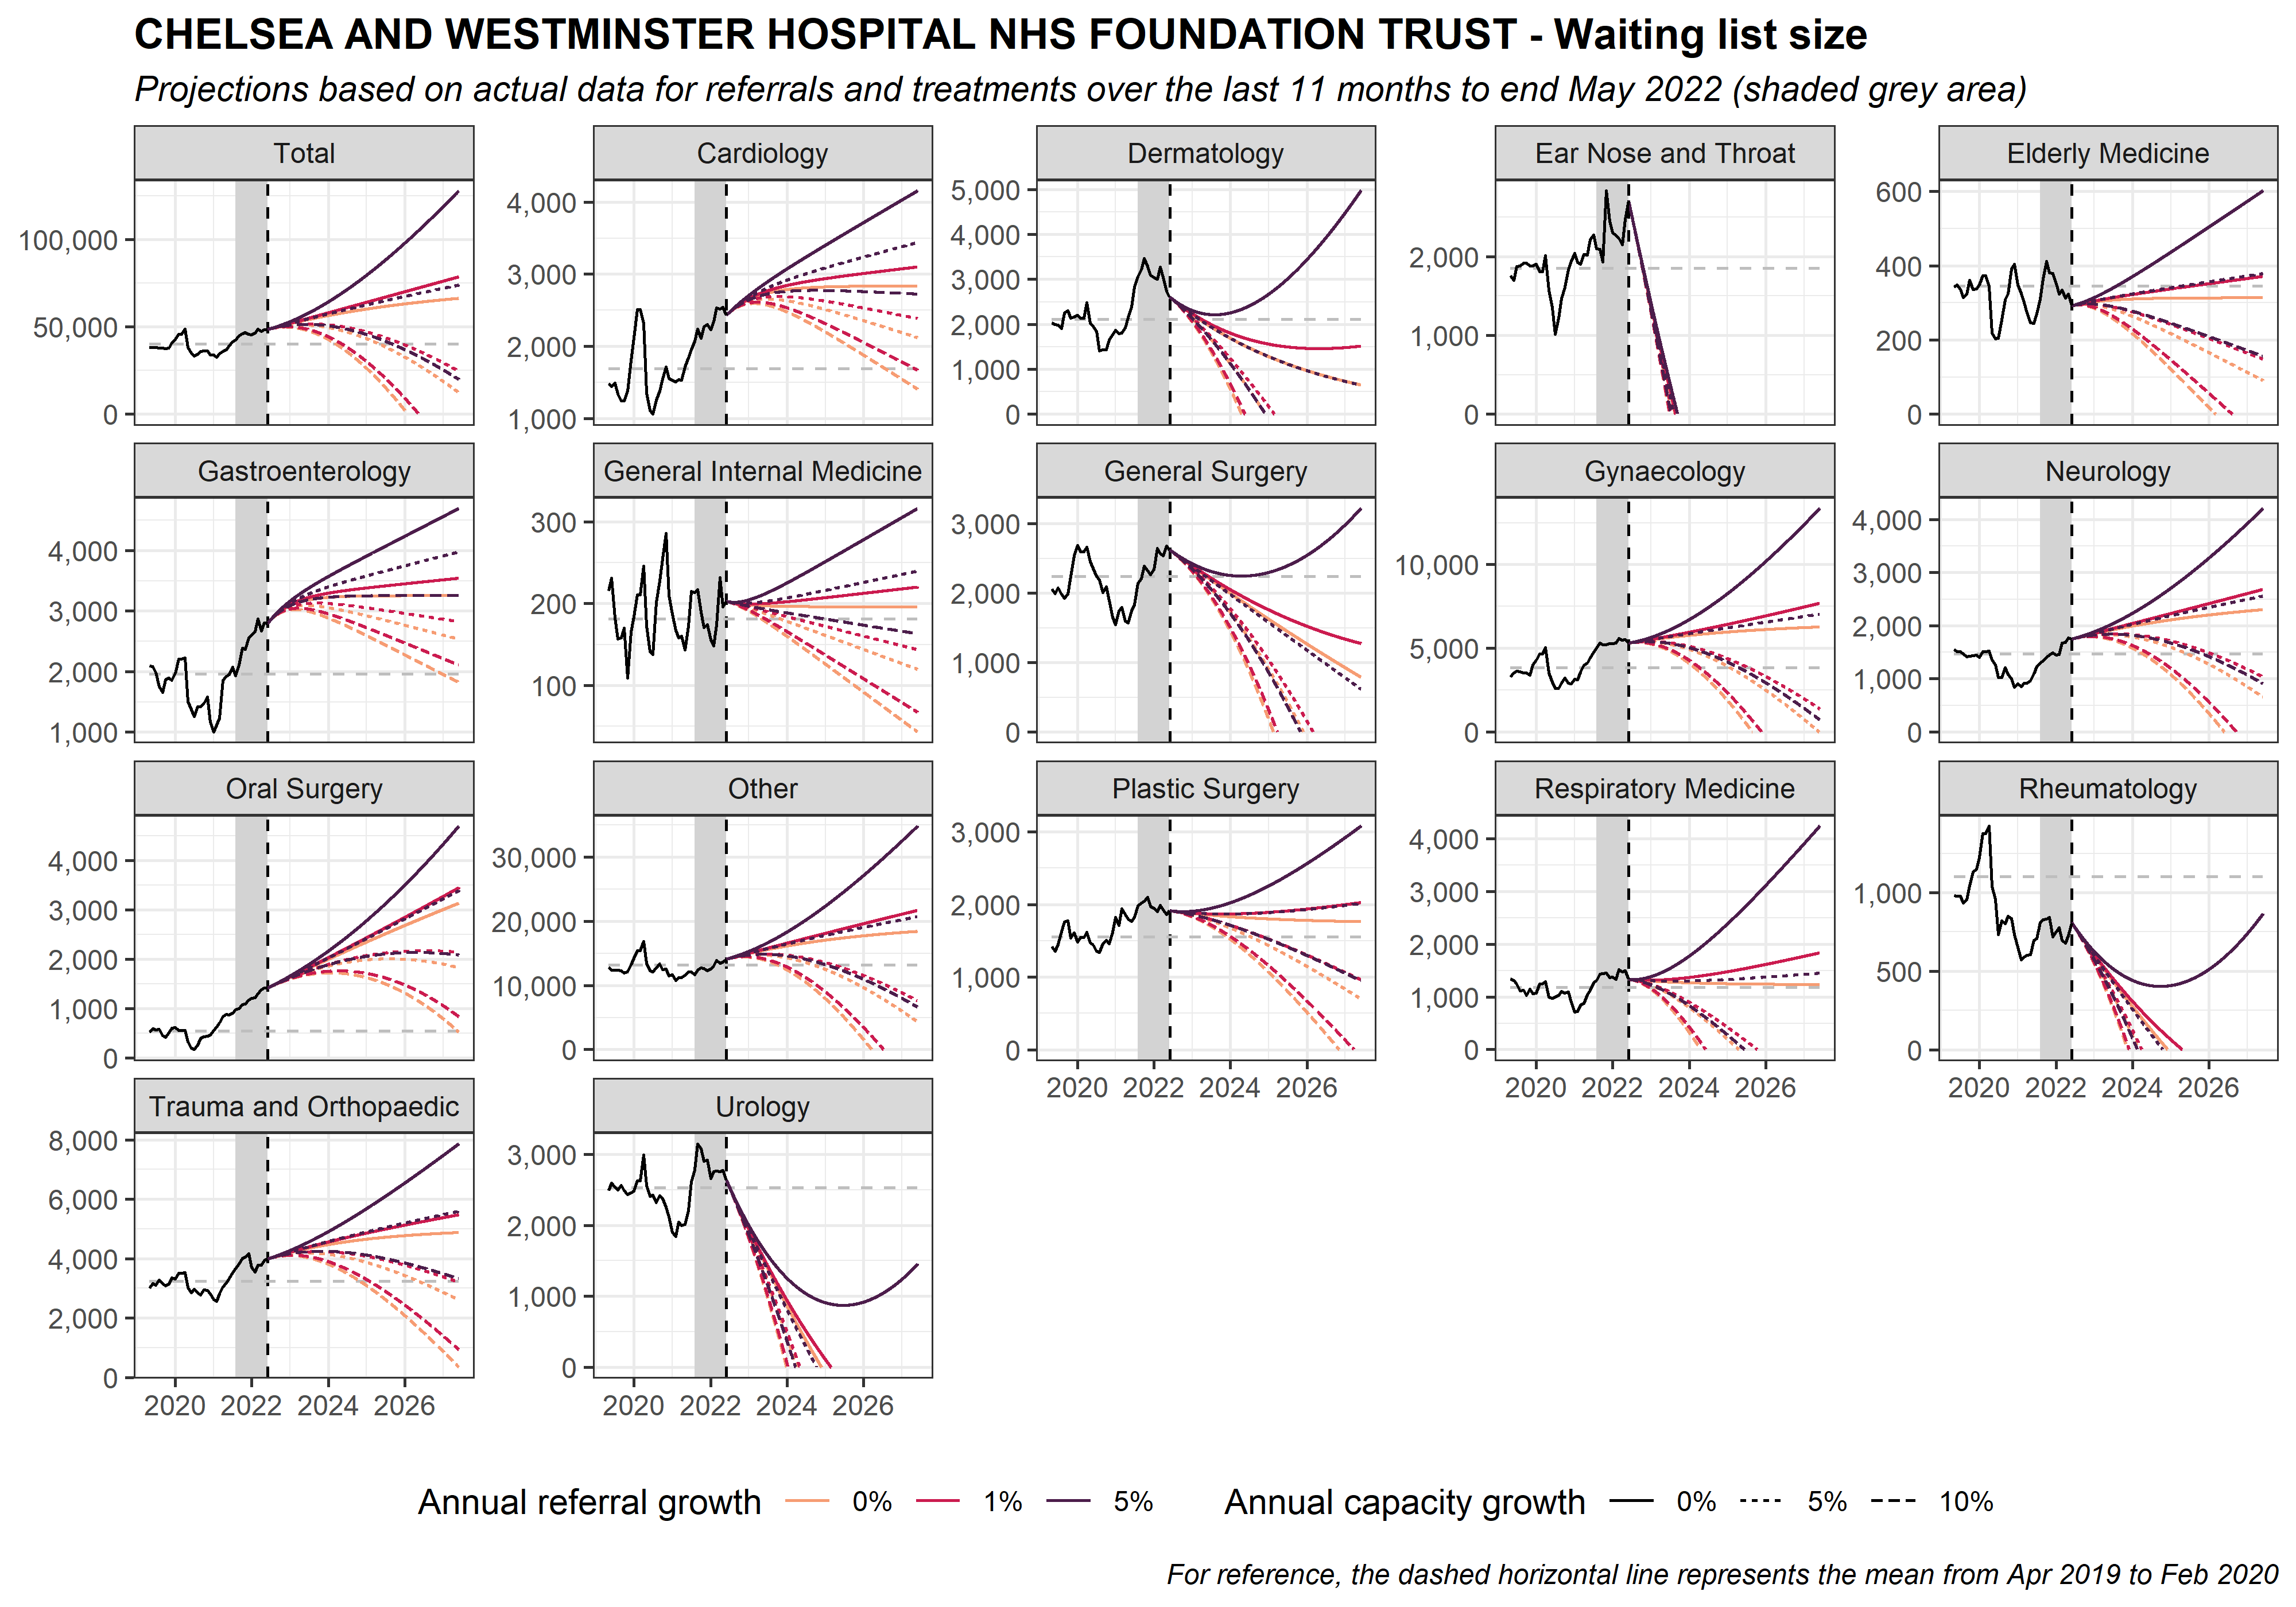 CHELSEA AND WESTMINSTER HOSPITAL NHS FOUNDATION TRUST - Waiting list size
Projections based on actual data for referrals and treatments over the last 11 months to end May 2022 (shaded grey area)
Total
100,000
50,000
0
Cardiology
4,000
3,000
2,000
1,000
Dermatology
5,000
4,000
3,000
2,000
1,000
0
Ear Nose and Throat
2,000
1,000
0
Elderly Medicine
600
400
200
0
Gastroenterology
4,000
3,000
2,000
1,000
General Internal Medicine
300
200
100
General Surgery
3,000
2,000
1,000
0
Gynaecology
10,000
5,000
0
Neurology
4,000
3,000
2,000
1,000
0
Oral Surgery
4,000
3,000
2,000
1,000
0
Other
30,000
20,000
10,000
0
Plastic Surgery
3,000
2,000
1,000
0
2020 2022 2024 2026
Respiratory Medicine
4,000
3,000
2,000
1,000
0
2020 2022 2024 2026
Rheumatology
1,000
500
0
2020 2022 2024 2026
Trauma and Orthopaedic
8,000
6,000
4,000
2,000
0
2020 2022 2024 2026
Urology
3,000
2,000
1,000
0
2020 2022 2024 2026
Annual referral growth 0% 1% 5% Annual capacity growth 0% 5% 10%
For reference, the dashed horizontal line represents the mean from Apr 2019 to Feb 2020